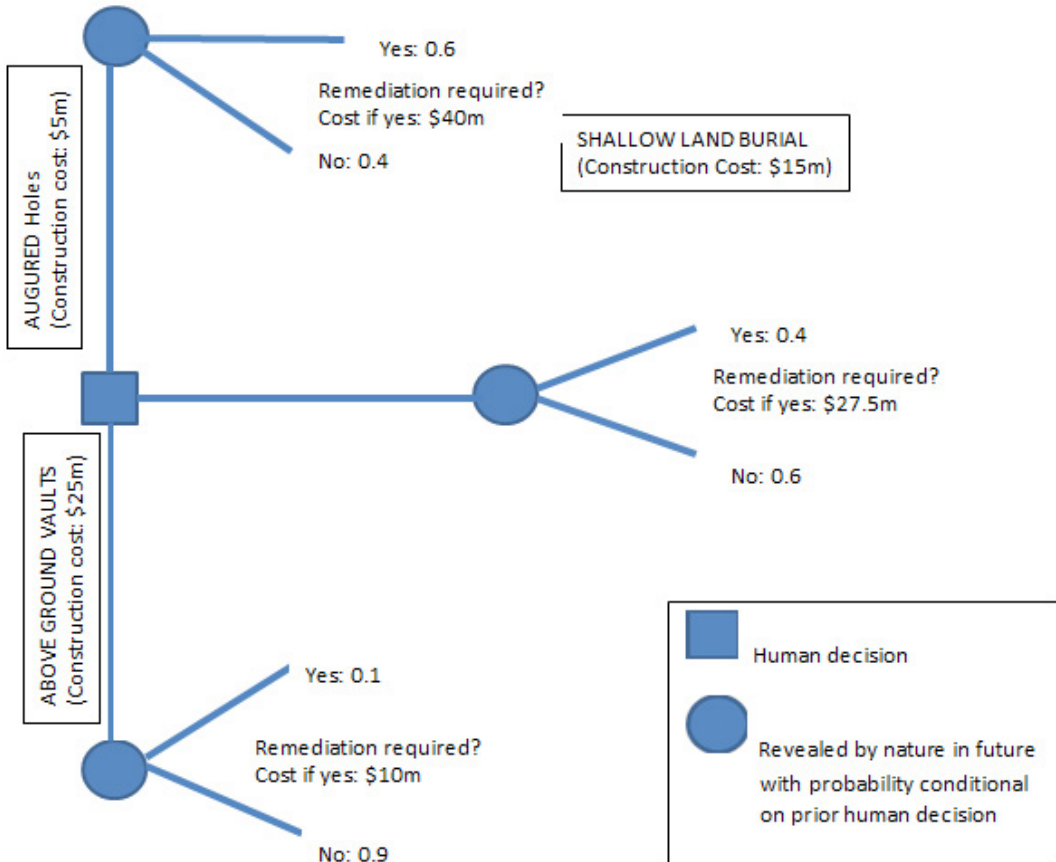 AUGURED Holes
(Construction cost: $5m)
Yes: 0.6
Remediation required?
Cost if yes: $40m
No: 0.4
SHALLOW LAND BURIAL
(Construction Cost: $15m)
Yes: 0.4
Remediation required?
Cost if yes: $27.5m
No: 0.6
ABOVE GROUND VAULTS
(Construction cost: $25m)
Yes: 0.1
Remediation required?
Cost if yes: $10m
No: 0.9
Human decision
Revealed by nature in future
with probability conditional
on prior human decision